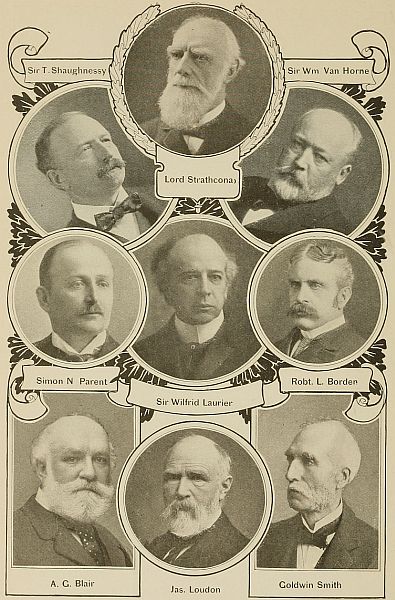 Sir T. Shaughnessy
Sir Wm Van Horne
Lord Strathcona
Simon N Parent
Robt. L. Borden
Sir Wilfrid Laurier
A. G. Blair
Jas. Loudon
Goldwin Smith